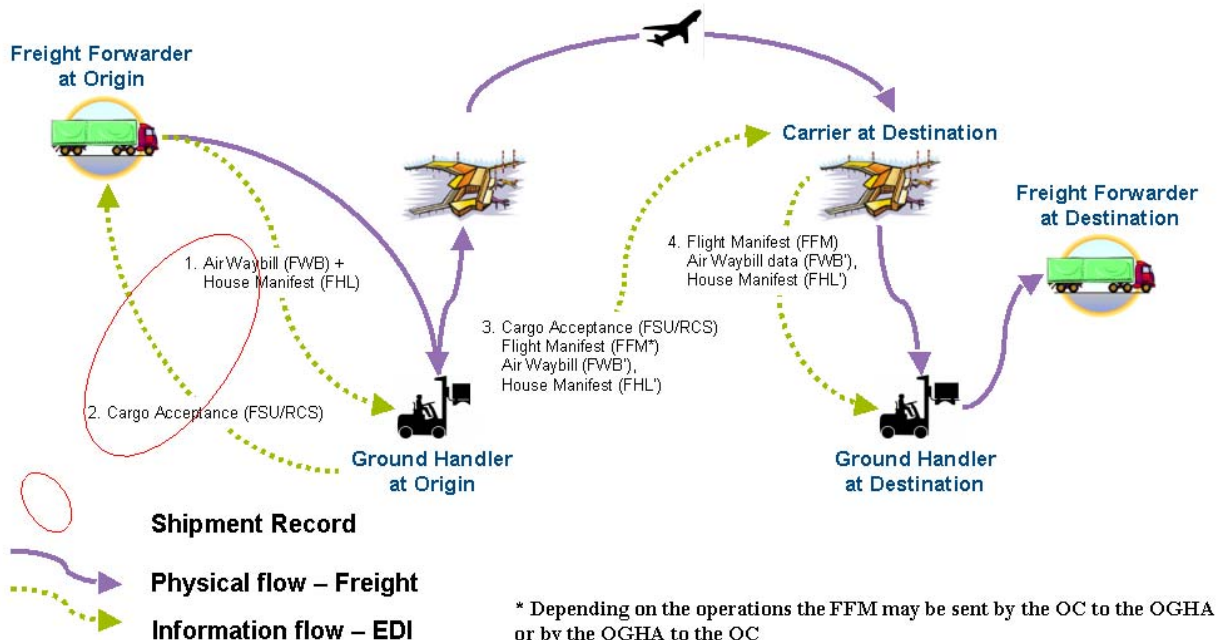 Freight Forwarder
at Origin
Carrier at Destination
Freight Forwarder
at Destination
1. Air Waybill (FWB) +
House Manifest (FHL)
4. Flight Manifest (FFM)
Air Waybill data (FWB'),
House Manifest (FHL')
3. Cargo Acceptance (FSU/RCS)
Flight Manifest (FFM*)
Air Waybill (FWB'),
House Manifest (FHL')
2. Cargo Acceptance (FSU/RCS)
Ground Handler
at Origin
Ground Handler
at Destination
Shipment Record
Physical flow – Freight
Information flow – EDI
* Depending on the operations the FFM may be sent by the OC to the OGHA
or by the OGHA to the OC